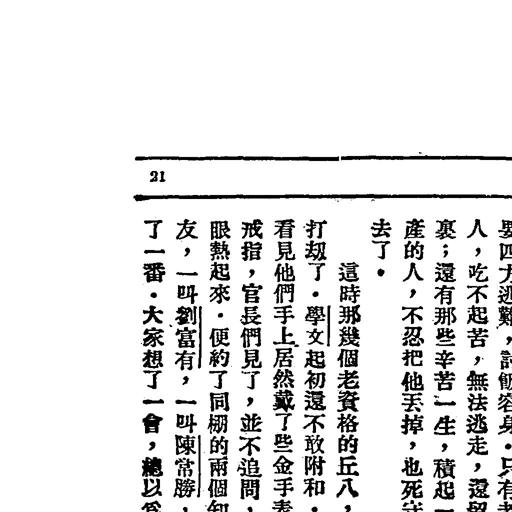 21
要四方逃難，討飯容身．只有老
人，吃不起苦，無法逃走，還留
裏；還有那些辛苦一生，積起一
產的人，不忍把他丟掉，也死守
去了．
這時那幾個老資格的丘八，
打刧了．學文起初還不敢附和．
看見他們手上居然戴了些金手表
戒指，官長們見了，並不追問，
眼熱起來．便約了同棚的兩個知
友，一叫劉富有，一叫陳常勝，
了一番．大家想了一會，總以爲